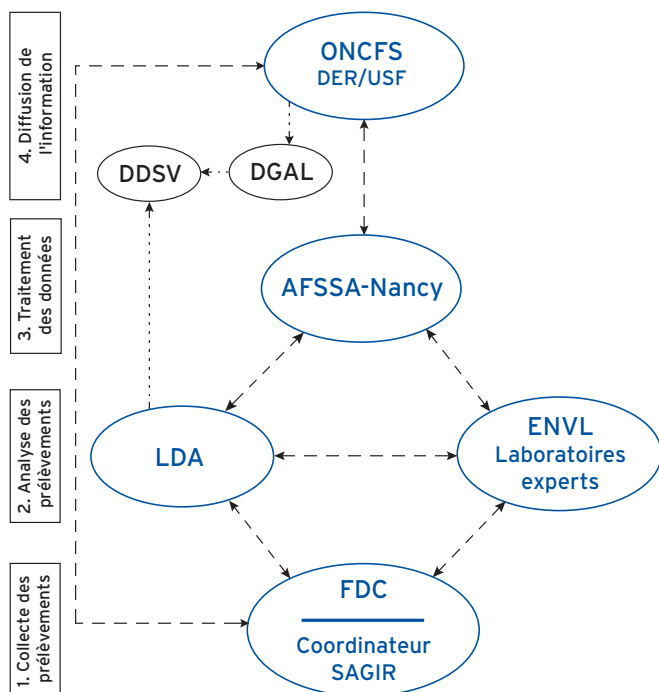 4. Diffusion de
l'information
ONCFS
DER/USF
DDSV
DGAL
3. Traitement
des données
AFSSA-Nancy
2. Analyse des
prélèvements
LDA
ENVL
Laboratoires
experts
1. Collecte des
prélèvements
FDC
Coordinateur
SAGIR